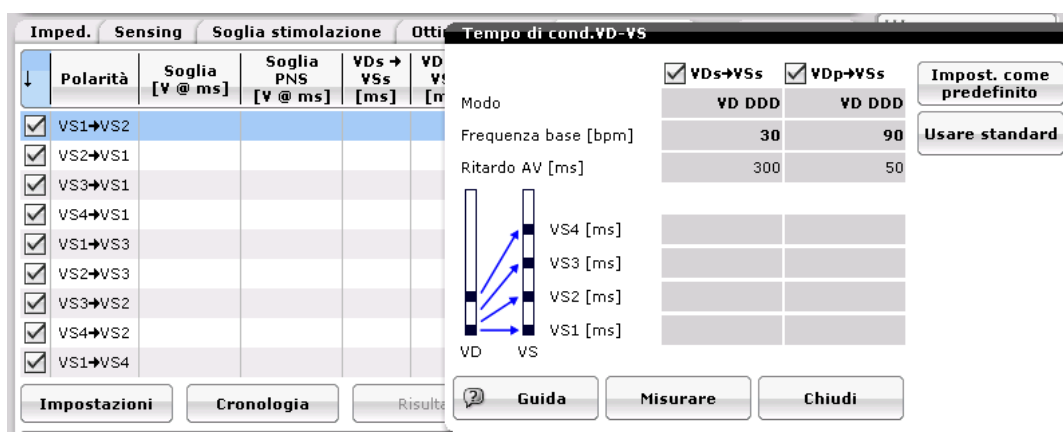 Imped. Sensing Soglia stimolazione Otti
Polarità Soglia [V @ ms] Soglia PNS [V @ ms] VDs → VSs [ms] VD
VS1→VS2
VS2→VS1
VS3→VS1
VS4→VS1
VS1→VS3
VS2→VS3
VS3→VS2
VS4→VS2
VS1→VS4
Impostazioni Cronologia Risulta
Tempo di cond.VD-VS
VDs→VSs VDp→VSs
Modo VD DDD VD DDD
Frequenza base [bpm] 30 90
Ritardo AV [ms] 300 50
VS4 [ms]
VS3 [ms]
VS2 [ms]
VS1 [ms]
VD VS
Guida Misurare Chiudi
Impost. come predefinito
Usare standard